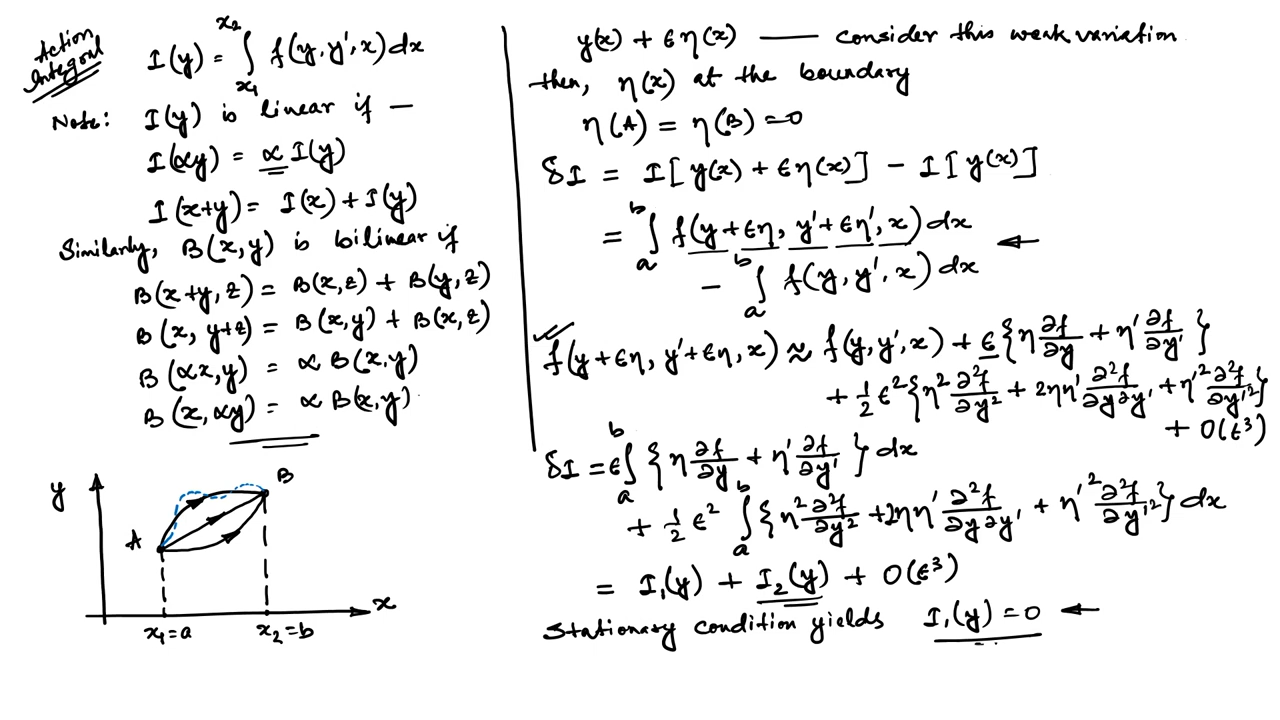 Action
Integral
I(y) = ∫_{x₁}^{x₂} f(y, y', x) dx
Note: I(y) is linear if —
I(αy) = α I(y)
I(x+y) = I(x) + I(y)
Similarly, B(x, y) is bilinear if
B(x+y, z) = B(x, z) + B(y, z)
B(x, y+z) = B(x, y) + B(x, z)
B(αx, y) = α B(x, y)
B(x, αy) = α B(x, y)
y
B
A
x
x₁=a
x₂=b
y(x) + ϵη(x) — consider this weak variation
then, η(x) at the boundary
η(A) = η(B) = 0
δI = I[y(x) + ϵη(x)] − I[y(x)]
= ∫_a^b f(y+ϵη, y'+ϵη', x) dx
− ∫_a^b f(y, y', x) dx
f(y+ϵη, y'+ϵη, x) ≈ f(y, y', x) + ϵ{η ∂f/∂y + η' ∂f/∂y'}
+ 1/2 ϵ² {η² ∂²f/∂y² + 2ηη' ∂²f/∂y∂y' + η'² ∂²f/∂y'²}
+ O(ϵ³)
δI = ϵ∫_a^b {η ∂f/∂y + η' ∂f/∂y'} dx
+ 1/2 ϵ² ∫_a^b {η² ∂²f/∂y² + 2ηη' ∂²f/∂y∂y' + η'² ∂²f/∂y'²} dx
= I₁(y) + I₂(y) + O(ϵ³)
Stationary condition yields I₁(y) = 0 ←